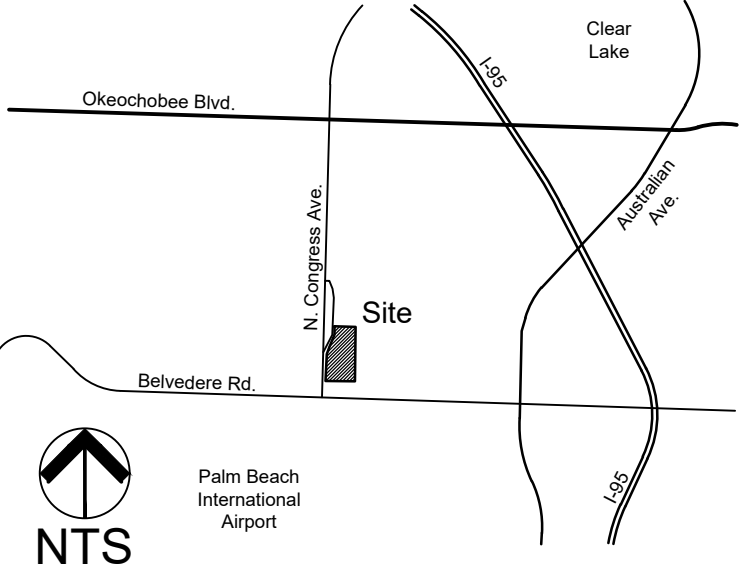 Clear
Lake
I-95
Okeochobee Blvd.
Australian
Ave.
N. Congress Ave.
Site
Belvedere Rd.
Palm Beach
International
Airport
I-95
NTS